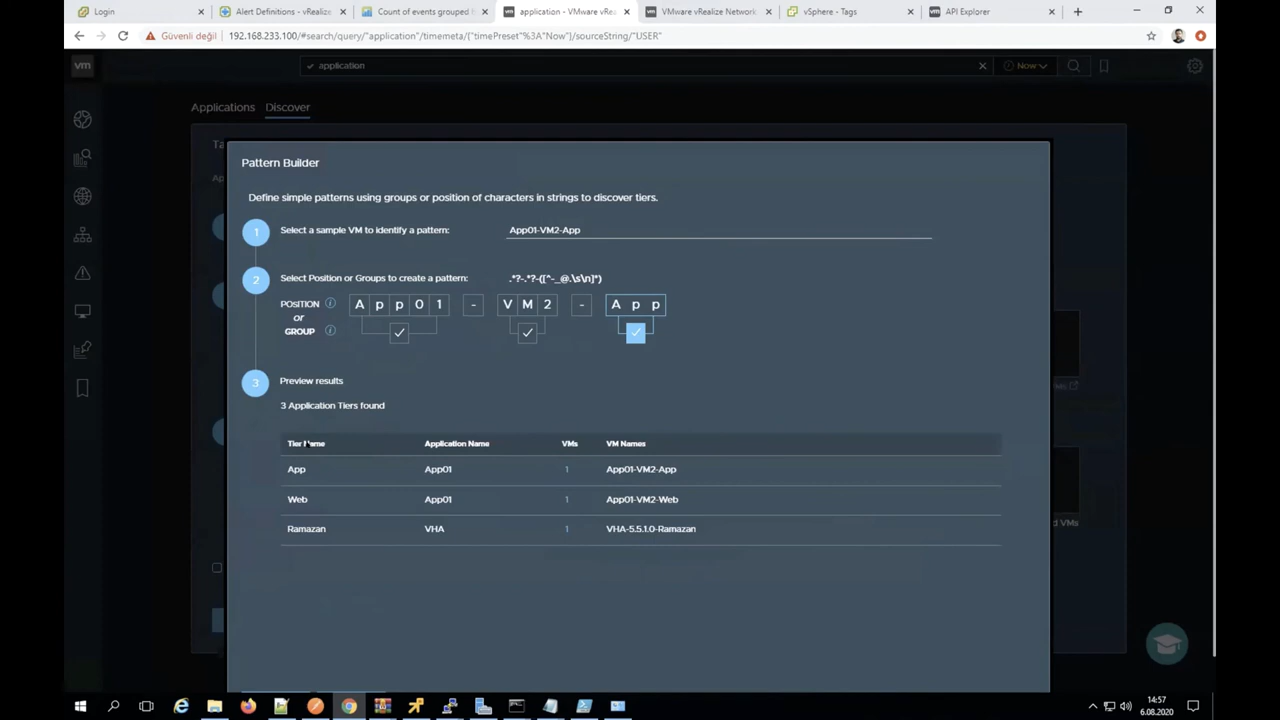 Login
Alert Definitions - vRealize
Count of events grouped
application - VMware vRea
VMware vRealize Network
vSphere - Tags
API Explorer
Güvenli değil
192.168.233.100/#search/query/"application"/timemeta/{"timePreset"%3A"Now"}/sourceString/"USER"
vm
application
Now
Applications Discover
Pattern Builder
Define simple patterns using groups or position of characters in strings to discover tiers.
1 Select a sample VM to identify a pattern: App01-VM2-App
2 Select Position or Groups to create a pattern: .*?-.*?-([^-_@.\s\n]*)
POSITION A p p 0 1 - V M 2 - A p p
or
GROUP
3 Preview results
3 Application Tiers found
Tier Name Application Name VMs VM Names
App App01 1 App01-VM2-App
Web App01 1 App01-VM2-Web
Ramazan VHA 1 VHA-5.5.1.0-Ramazan
d VMs
14:57
6.08.2020